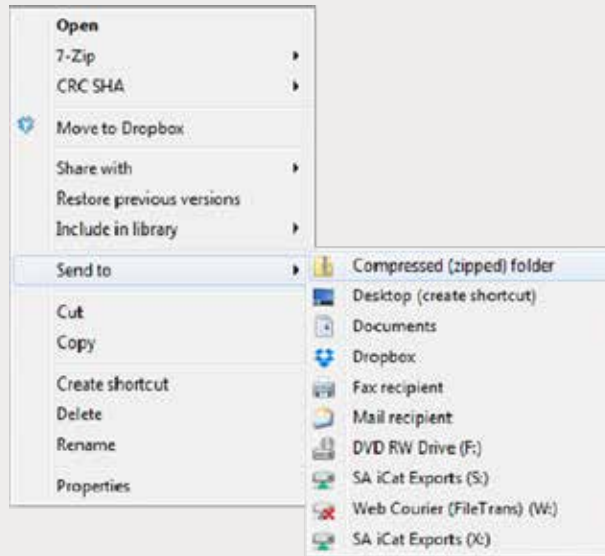 Open
7-Zip
CRC SHA
Move to Dropbox
Share with
Restore previous versions
Include in library
Send to
Cut
Copy
Create shortcut
Delete
Rename
Properties
Compressed (zipped) folder
Desktop (create shortcut)
Documents
Dropbox
Fax recipient
Mail recipient
DVD RW Drive (F:)
SA iCat Exports (S:)
Web Courier (FileTrans) (W:)
SA iCat Exports (X:)